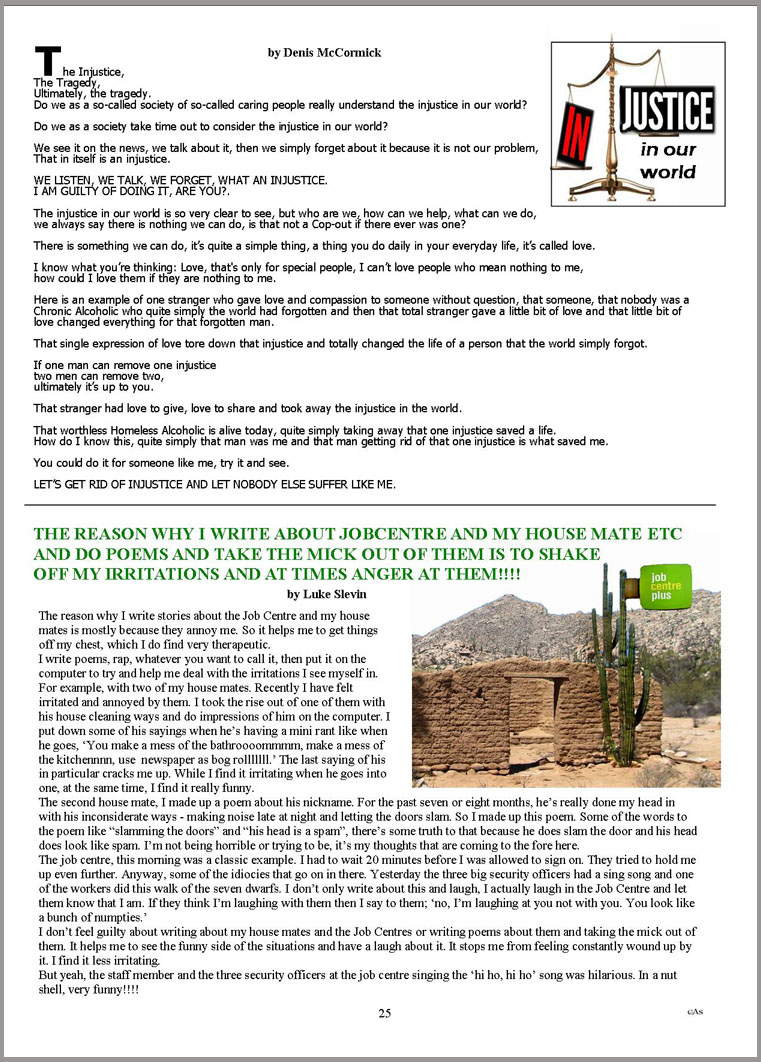 by Denis McCormick
The Injustice,
The Tragedy,
Ultimately, the tragedy.
Do we as a so-called society of so-called caring people really understand the injustice in our world?
Do we as a society take time out to consider the injustice in our world?
We see it on the news, we talk about it, then we simply forget about it because it is not our problem,
That in itself is an injustice.
WE LISTEN, WE TALK, WE FORGET, WHAT AN INJUSTICE.
I AM GUILTY OF DOING IT, ARE YOU?.
The injustice in our world is so very clear to see, but who are we, how can we help, what can we do,
we always say there is nothing we can do, is that not a Cop-out if there ever was one?
There is something we can do, it's quite a simple thing, a thing you do daily in your everyday life, it's called love.
I know what you're thinking: Love, that's only for special people, I can't love people who mean nothing to me,
how could I love them if they are nothing to me.
Here is an example of one stranger who gave love and compassion to someone without question, that someone, that nobody was a
Chronic Alcoholic who quite simply the world had forgotten and then that total stranger gave a little bit of love and that little bit of
love changed everything for that forgotten man.
That single expression of love tore down that injustice and totally changed the life of a person that the world simply forgot.
If one man can remove one injustice
two men can remove two,
ultimately it's up to you.
That stranger had love to give, love to share and took away the injustice in the world.
That worthless Homeless Alcoholic is alive today, quite simply taking away that one injustice saved a life.
How do I know this, quite simply that man was me and that man getting rid of that one injustice is what saved me.
You could do it for someone like me, try it and see.
LET'S GET RID OF INJUSTICE AND LET NOBODY ELSE SUFFER LIKE ME.
IN
JUSTICE
in our
world
THE REASON WHY I WRITE ABOUT JOBCENTRE AND MY HOUSE MATE ETC
AND DO POEMS AND TAKE THE MICK OUT OF THEM IS TO SHAKE
OFF MY IRRITATIONS AND AT TIMES ANGER AT THEM!!!!
by Luke Slevin
job
centre
plus
The reason why I write stories about the Job Centre and my house
mates is mostly because they annoy me. So it helps me to get things
off my chest, which I do find very therapeutic.
I write poems, rap, whatever you want to call it, then put it on the
computer to try and help me deal with the irritations I see myself in.
For example, with two of my house mates. Recently I have felt
irritated and annoyed by them. I took the rise out of one of them with
his house cleaning ways and do impressions of him on the computer. I
put down some of his sayings when he's having a mini rant like when
he goes, 'You make a mess of the bathroooommmm, make a mess of
the kitchennnn, use newspaper as bog rolllllll.' The last saying of his
in particular cracks me up. While I find it irritating when he goes into
one, at the same time, I find it really funny.
The second house mate, I made up a poem about his nickname. For the past seven or eight months, he's really done my head in
with his inconsiderate ways - making noise late at night and letting the doors slam. So I made up this poem. Some of the words to
the poem like "slamming the doors" and "his head is a spam", there's some truth to that because he does slam the door and his head
does look like spam. I'm not being horrible or trying to be, it's my thoughts that are coming to the fore here.
The job centre, this morning was a classic example. I had to wait 20 minutes before I was allowed to sign on. They tried to hold me
up even further. Anyway, some of the idiocies that go on in there. Yesterday the three big security officers had a sing song and one
of the workers did this walk of the seven dwarfs. I don't only write about this and laugh, I actually laugh in the Job Centre and let
them know that I am. If they think I'm laughing with them then I say to them; 'no, I'm laughing at you not with you. You look like
a bunch of numpties.'
I don't feel guilty about writing about my house mates and the Job Centres or writing poems about them and taking the mick out of
them. It helps me to see the funny side of the situations and have a laugh about it. It stops me from feeling constantly wound up by
it. I find it less irritating.
But yeah, the staff member and the three security officers at the job centre singing the 'hi ho, hi ho' song was hilarious. In a nut
shell, very funny!!!!
25
GAS